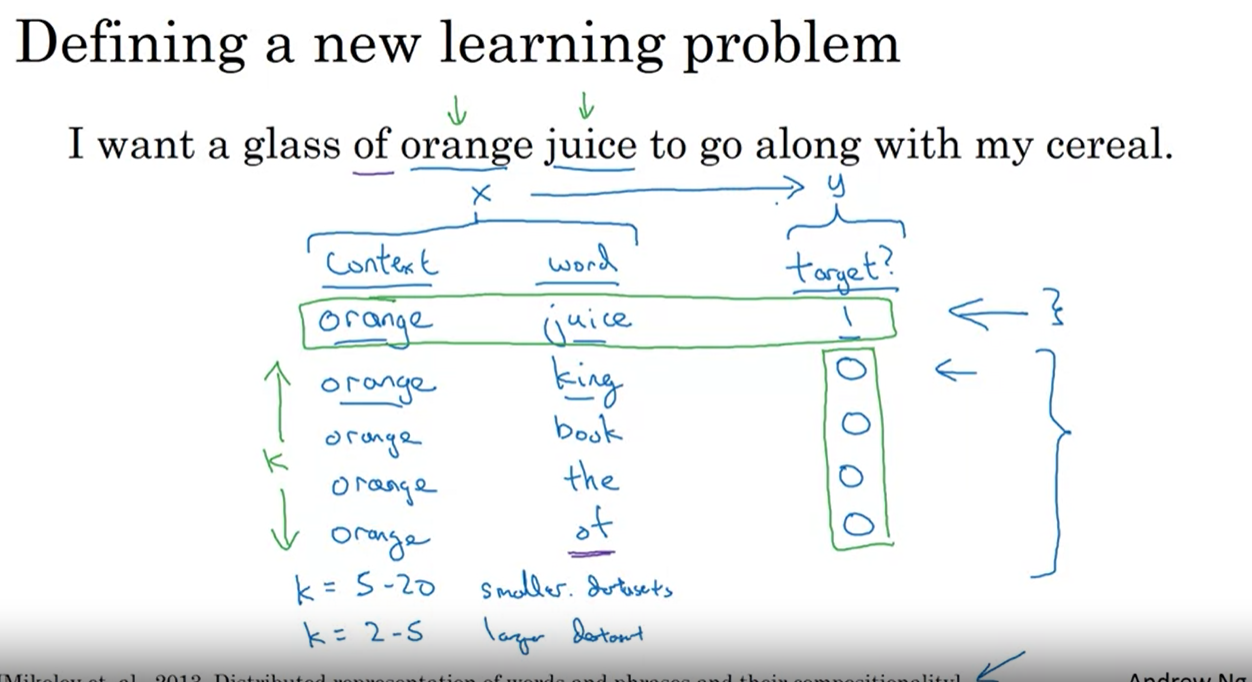 Defining a new learning problem
I want a glass of orange juice to go along with my cereal.
x y
Context word target?
orange juice 1
orange king 0
orange book 0
k
orange the 0
orange of 0
k = 5-20 smaller. datasets
k = 2-5 larger
[Mikolov et. al., 2013. Distributed representation of words and phrases and their compositionality] Andrew Ng